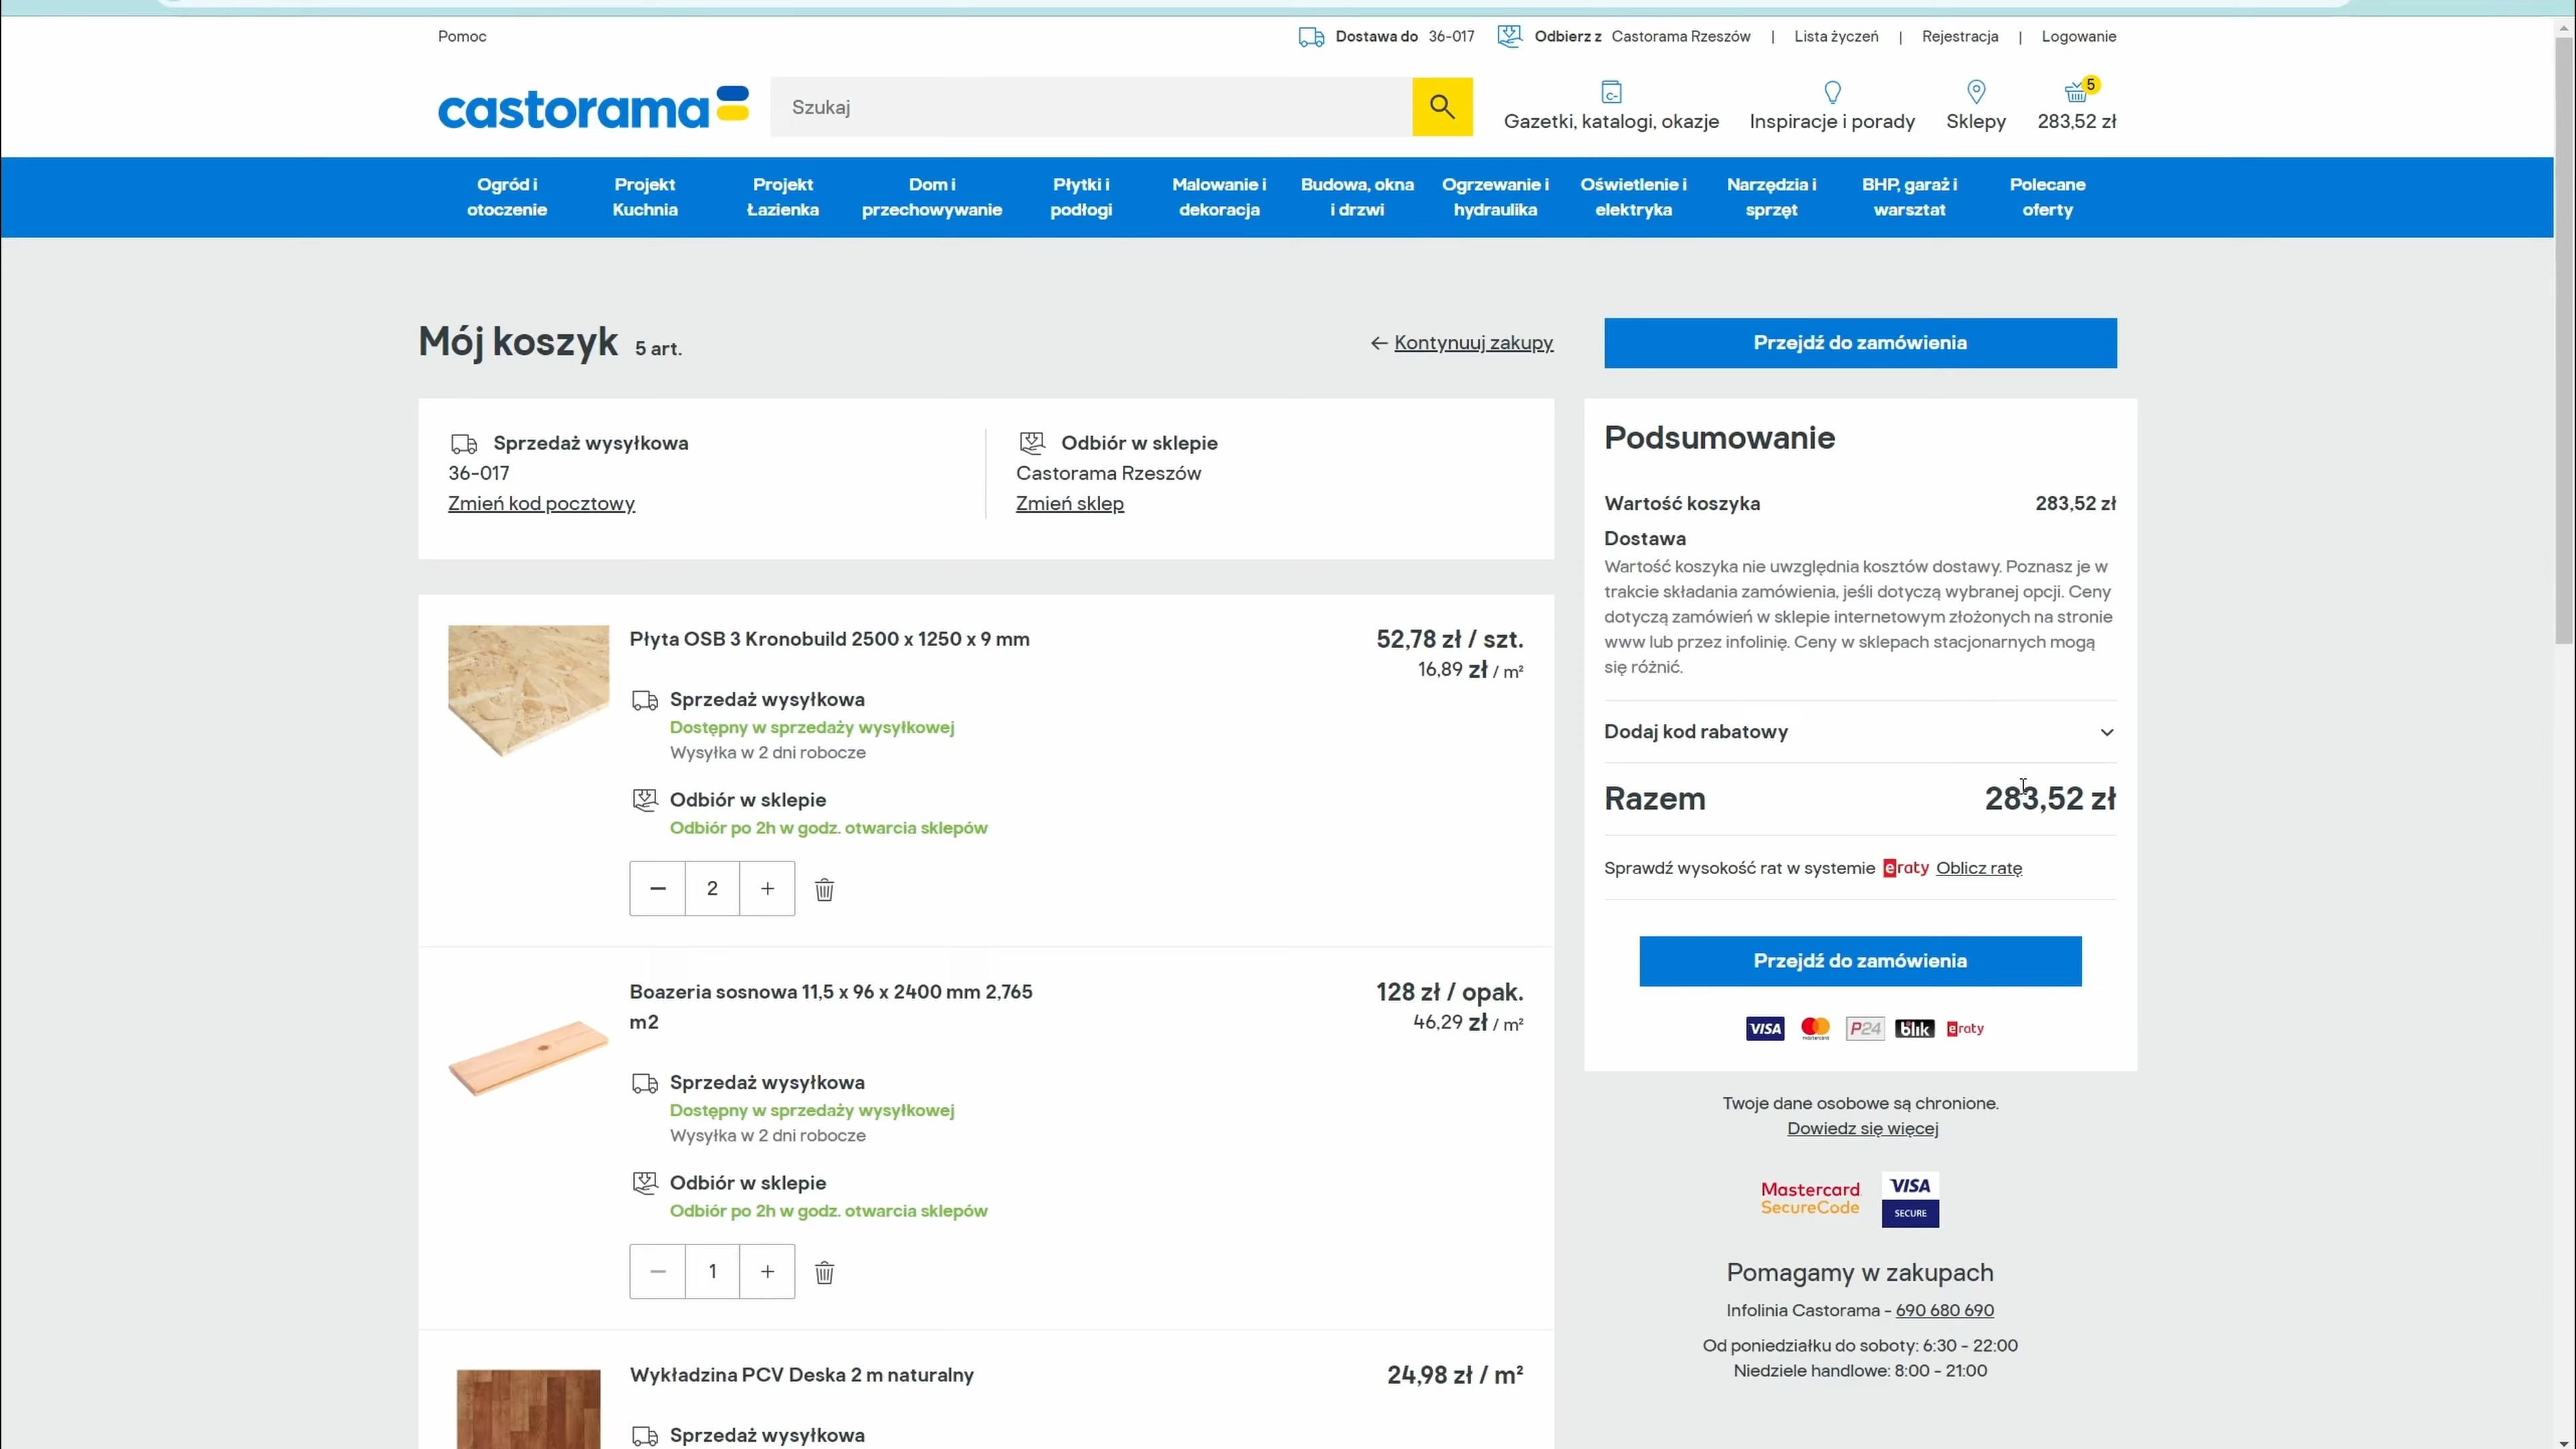 Pomoc
Dostawa do 36-017
Odbierz z Castorama Rzeszów | Lista życzeń | Rejestracja | Logowanie
castorama
Szukaj
Gazetki, katalogi, okazje
Inspiracje i porady
Sklepy
5
283,52 zł
Ogród i
otoczenie
Projekt
Kuchnia
Projekt
Łazienka
Dom i
przechowywanie
Płytki i
podłogi
Malowanie i
dekoracja
Budowa, okna
i drzwi
Ogrzewanie i
hydraulika
Oświetlenie i
elektryka
Narzędzia i
sprzęt
BHP, garaż i
warsztat
Polecane
oferty
Mój koszyk 5 art.
← Kontynuuj zakupy
Przejdź do zamówienia
Sprzedaż wysyłkowa
36-017
Zmień kod pocztowy
Odbiór w sklepie
Castorama Rzeszów
Zmień sklep
Płyta OSB 3 Kronobuild 2500 x 1250 x 9 mm
52,78 zł / szt.
16,89 zł / m²
Sprzedaż wysyłkowa
Dostępny w sprzedaży wysyłkowej
Wysyłka w 2 dni robocze
Odbiór w sklepie
Odbiór po 2h w godz. otwarcia sklepów
− 2 +
Boazeria sosnowa 11,5 x 96 x 2400 mm 2,765
m2
128 zł / opak.
46,29 zł / m²
Sprzedaż wysyłkowa
Dostępny w sprzedaży wysyłkowej
Wysyłka w 2 dni robocze
Odbiór w sklepie
Odbiór po 2h w godz. otwarcia sklepów
− 1 +
Wykładzina PCV Deska 2 m naturalny
24,98 zł / m²
Sprzedaż wysyłkowa
Podsumowanie
Wartość koszyka 283,52 zł
Dostawa
Wartość koszyka nie uwzględnia kosztów dostawy. Poznasz je w
trakcie składania zamówienia, jeśli dotyczą wybranej opcji. Ceny
dotyczą zamówień w sklepie internetowym złożonych na stronie
www lub przez infolinię. Ceny w sklepach stacjonarnych mogą
się różnić.
Dodaj kod rabatowy
Razem 283,52 zł
Sprawdź wysokość rat w systemie eraty Oblicz ratę
Przejdź do zamówienia
VISA mastercard P24 blik eraty
Twoje dane osobowe są chronione.
Dowiedz się więcej
Mastercard
SecureCode
VISA
SECURE
Pomagamy w zakupach
Infolinia Castorama - 690 680 690
Od poniedziałku do soboty: 6:30 - 22:00
Niedziele handlowe: 8:00 - 21:00